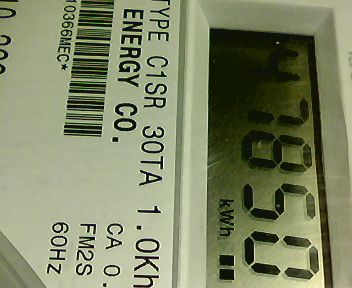 47850
kWh
TYPE C1SR 30TA 1.0Kh
ENERGY CO. CA 0.
FM2S
60Hz
10366MEC*